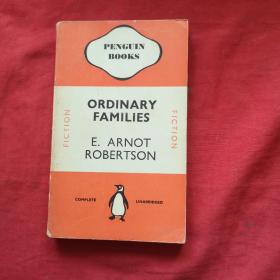 PENGUIN
BOOKS
ORDINARY
FAMILIES
FICTION
FICTION
E. ARNOT
ROBERTSON
COMPLETE
UNABRIDGED